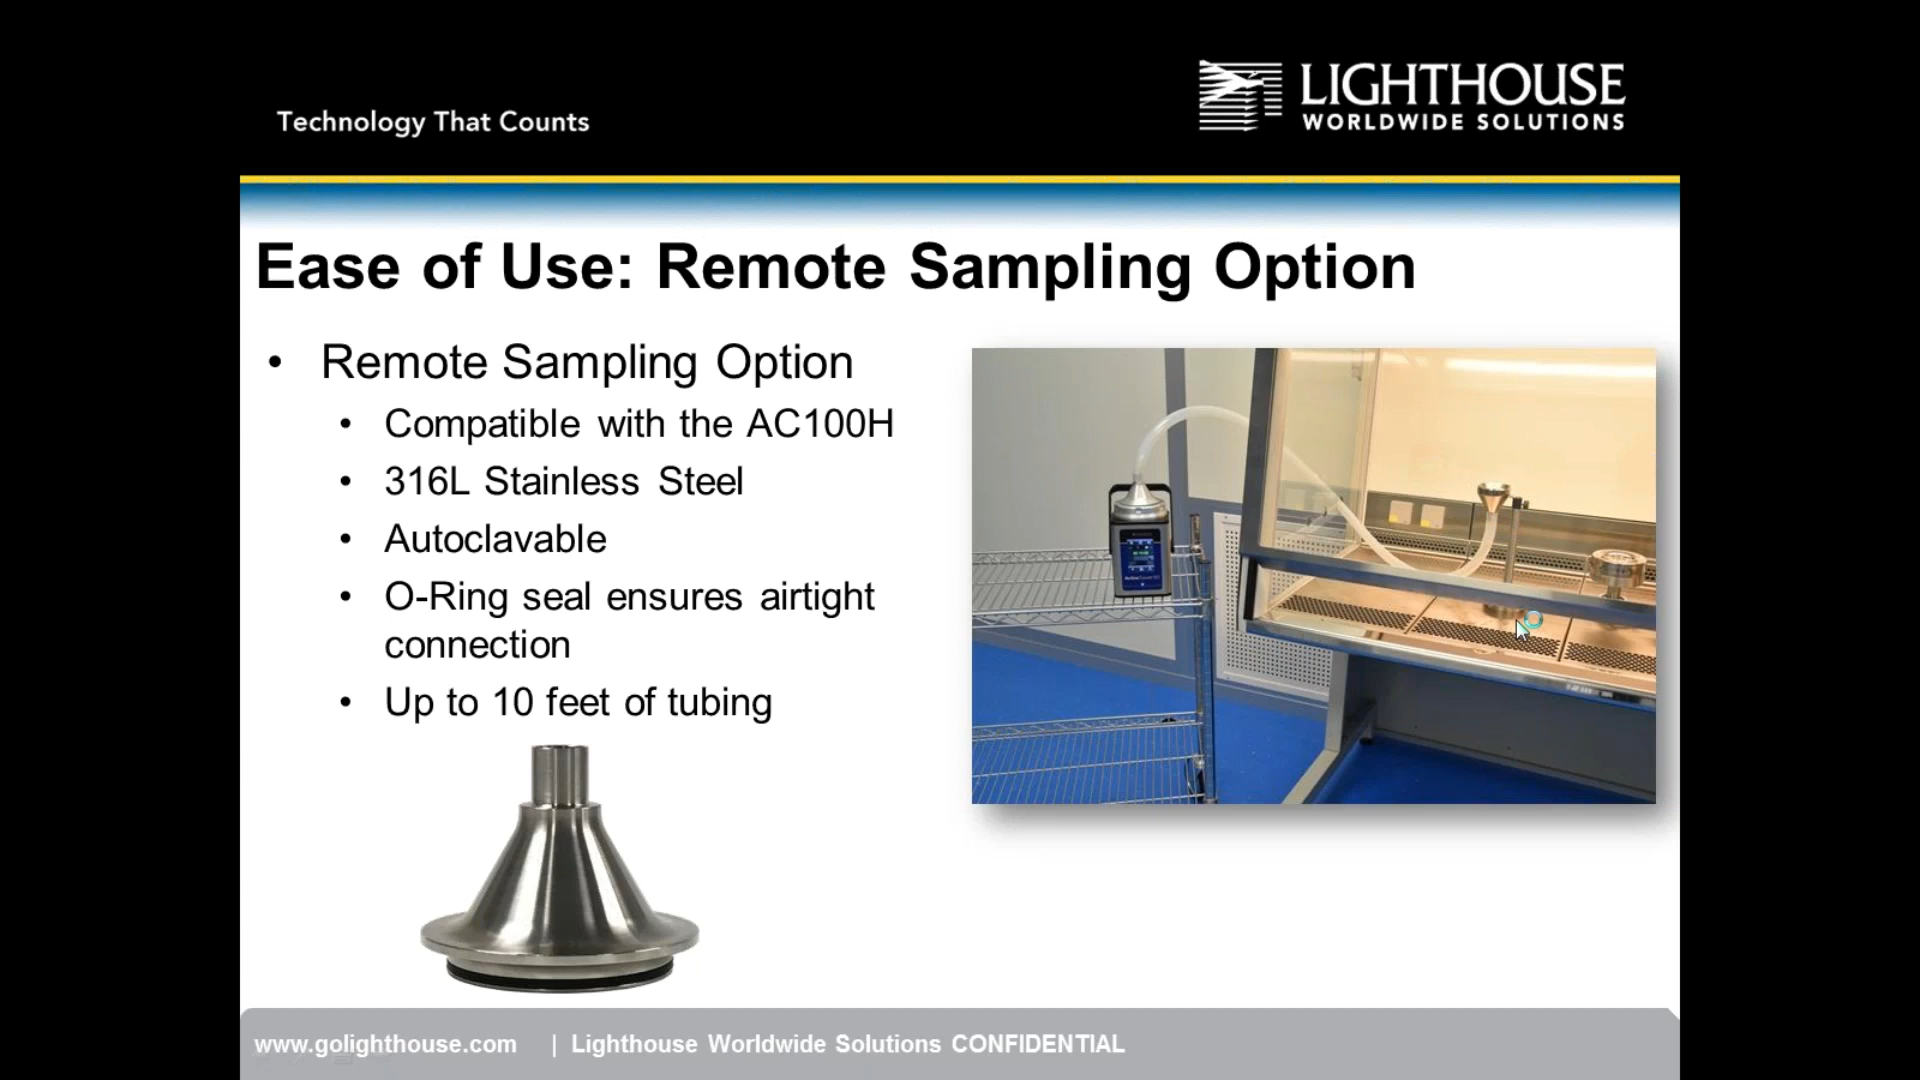 Technology That Counts
LIGHTHOUSE
WORLDWIDE SOLUTIONS
Ease of Use: Remote Sampling Option
• Remote Sampling Option
• Compatible with the AC100H
• 316L Stainless Steel
• Autoclavable
• O-Ring seal ensures airtight
connection
• Up to 10 feet of tubing
www.golighthouse.com | Lighthouse Worldwide Solutions CONFIDENTIAL